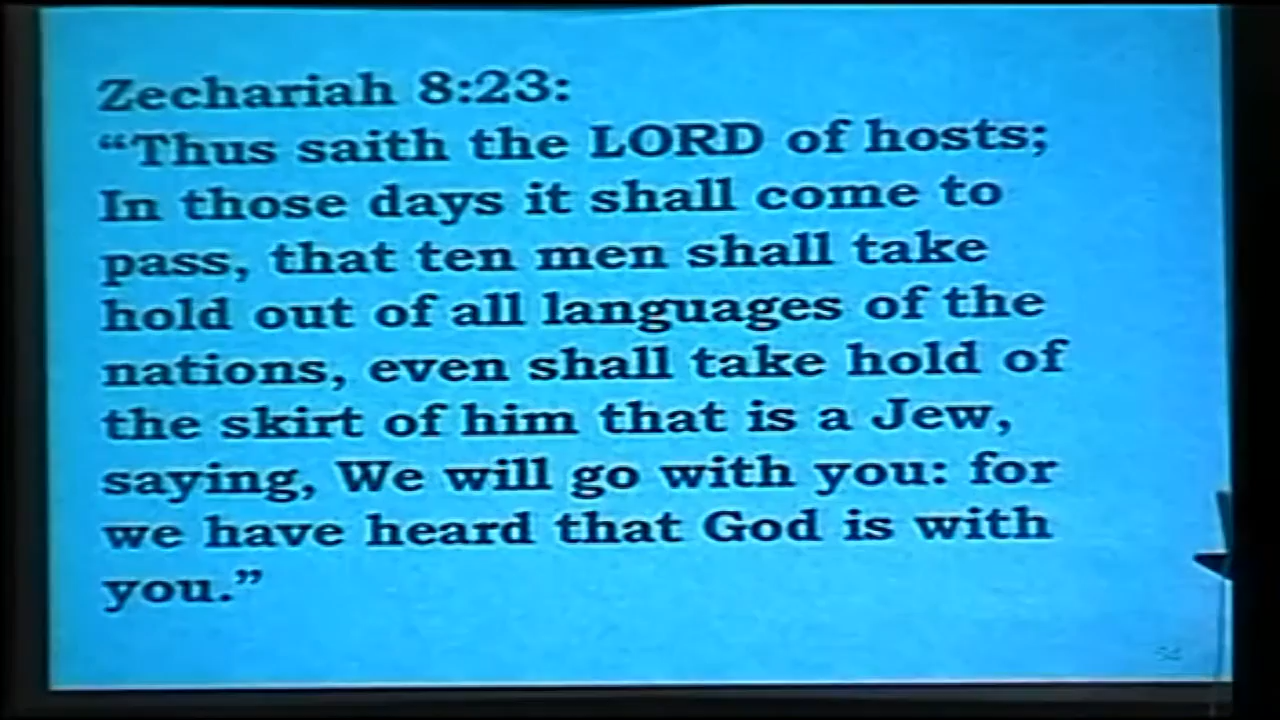 Zechariah 8:23:
“Thus saith the LORD of hosts;
In those days it shall come to
pass, that ten men shall take
hold out of all languages of the
nations, even shall take hold of
the skirt of him that is a Jew,
saying, We will go with you: for
we have heard that God is with
you.”